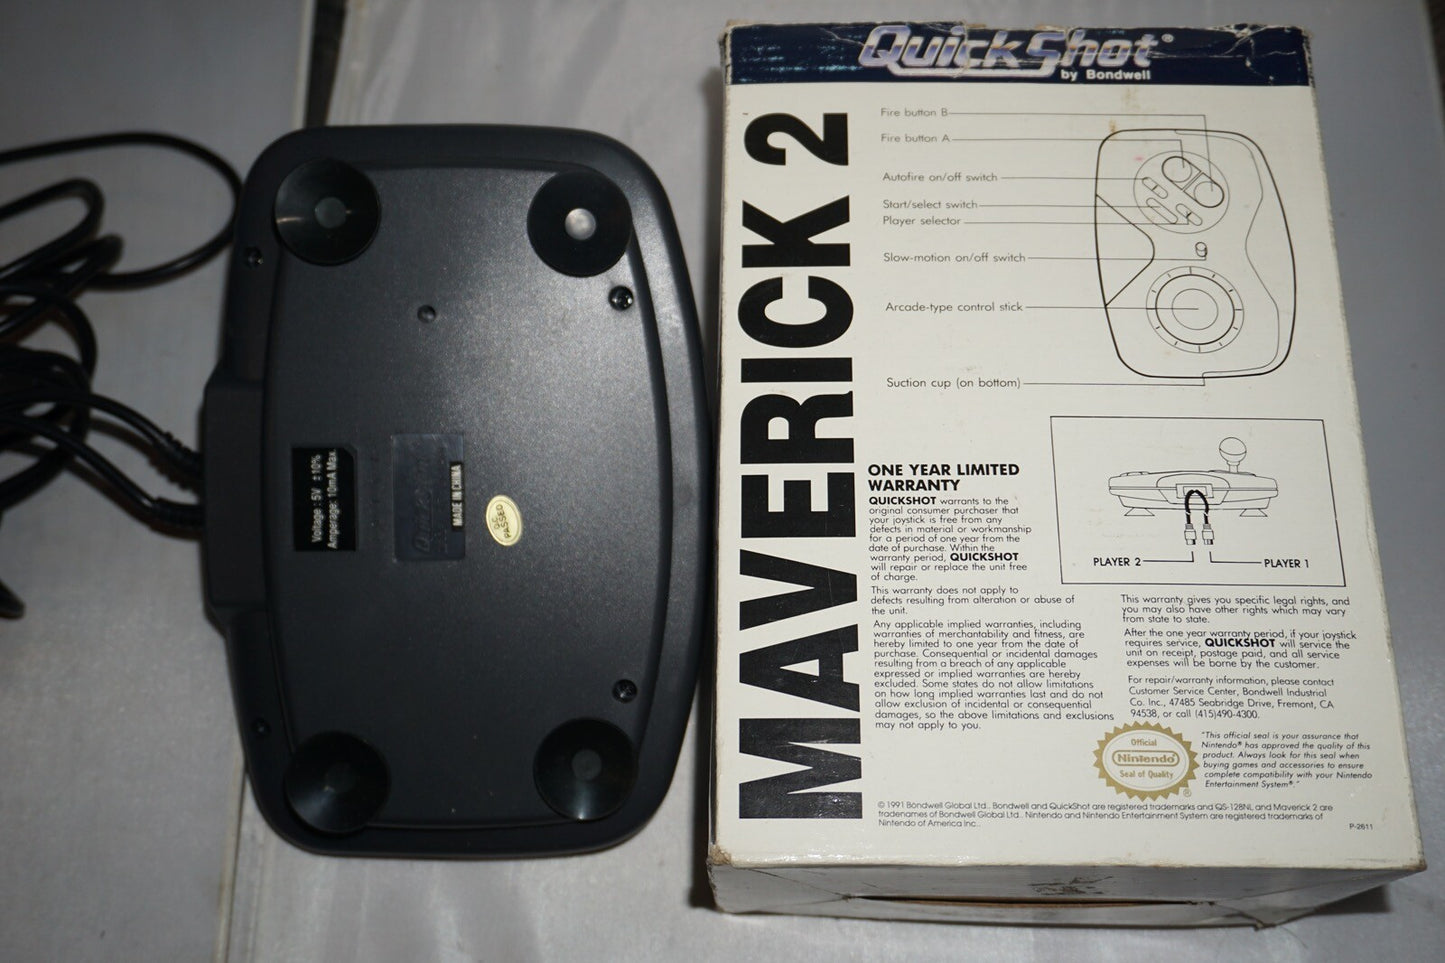 Voltage : 5V ±10%
Amperage: 10mA Max.
MADE IN CHINA
Q.C.
PASSED
QuickShot®
by Bondwell
MAVERICK 2
Fire button B
Fire button A
Autofire on/off switch
Start/select switch
Player selector
Slow-motion on/off switch
Arcade-type control stick
Suction cup (on bottom)
PLAYER 2
PLAYER 1
ONE YEAR LIMITED
WARRANTY
QUICKSHOT warrants to the
original consumer purchaser that
your joystick is free from any
defects in material or workmanship
for a period of one year from the
date of purchase. Within the
warranty period, QUICKSHOT
will repair or replace the unit free
of charge.
This warranty does not apply to
defects resulting from alteration or abuse of
the unit.
Any applicable implied warranties, including
warranties of merchantability and fitness, are
hereby limited to one year from the date of
purchase. Consequential or incidental damages
resulting from a breach of any applicable
expressed or implied warranties are hereby
excluded. Some states do not allow limitations
on how long implied warranties last and do not
allow exclusion of incidental or consequential
damages, so the above limitations and exclusions
may not apply to you.
This warranty gives you specific legal rights, and
you may also have other rights which may vary
from state to state.
After the one year warranty period, if your joystick
requires service, QUICKSHOT will service the
unit on receipt, postage paid, and all service
expenses will be borne by the customer.
For repair/warranty information, please contact
Customer Service Center, Bondwell Industrial
Co. Inc., 47485 Seabridge Drive, Fremont, CA
94538, or call (415)490-4300.
Official
Nintendo®
Seal of Quality
"This official seal is your assurance that
Nintendo® has approved the quality of this
product. Always look for this seal when
buying games and accessories to ensure
complete compatibility with your Nintendo
Entertainment System®."
© 1991 Bondwell Global Ltd.. Bondwell and QuickShot are registered trademarks and QS-128NL and Maverick 2 are
tradenames of Bondwell Global Ltd.. Nintendo and Nintendo Entertainment System are registered trademarks of
Nintendo of America Inc..
P-2611